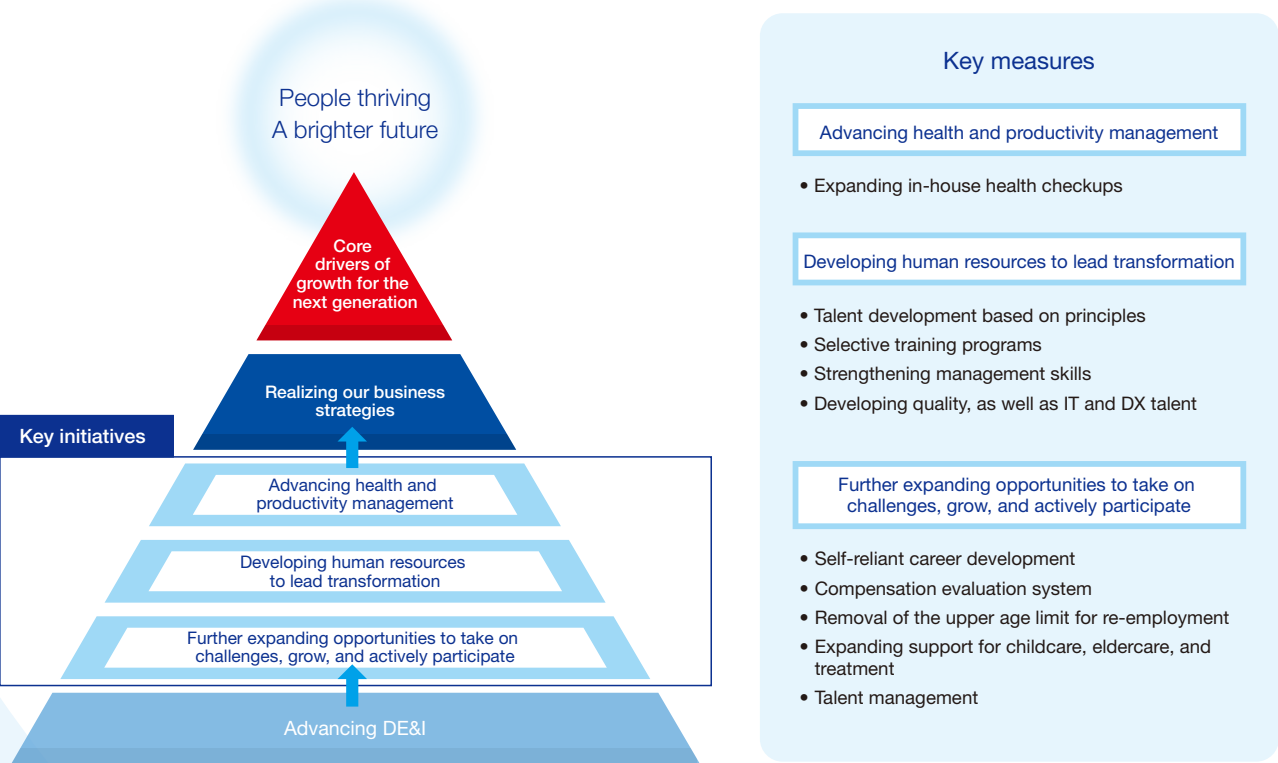 People thriving
A brighter future
Core
drivers of
growth for the
next generation
Realizing our business
strategies
Key initiatives
Advancing health and
productivity management
Developing human resources
to lead transformation
Further expanding opportunities to take on
challenges, grow, and actively participate
Advancing DE&I
Key measures
Advancing health and productivity management
• Expanding in-house health checkups
Developing human resources to lead transformation
• Talent development based on principles
• Selective training programs
• Strengthening management skills
• Developing quality, as well as IT and DX talent
Further expanding opportunities to take on
challenges, grow, and actively participate
• Self-reliant career development
• Compensation evaluation system
• Removal of the upper age limit for re-employment
• Expanding support for childcare, eldercare, and
treatment
• Talent management